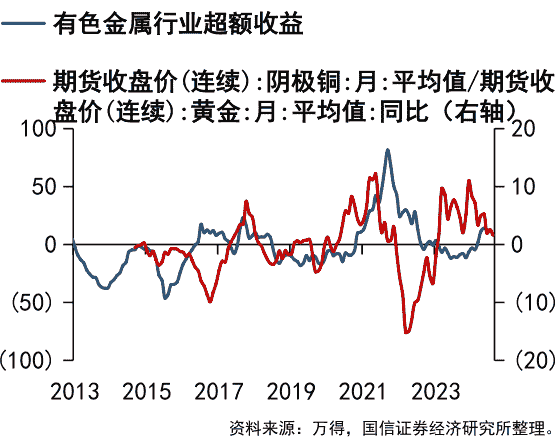 有色金属行业超额收益
期货收盘价(连续):阴极铜:月:平均值/期货收
盘价(连续):黄金:月:平均值:同比（右轴）
100 20
50 10
0 0
(50) (10)
(100) (20)
2013 2015 2017 2019 2021 2023
资料来源：万得，国信证券经济研究所整理。